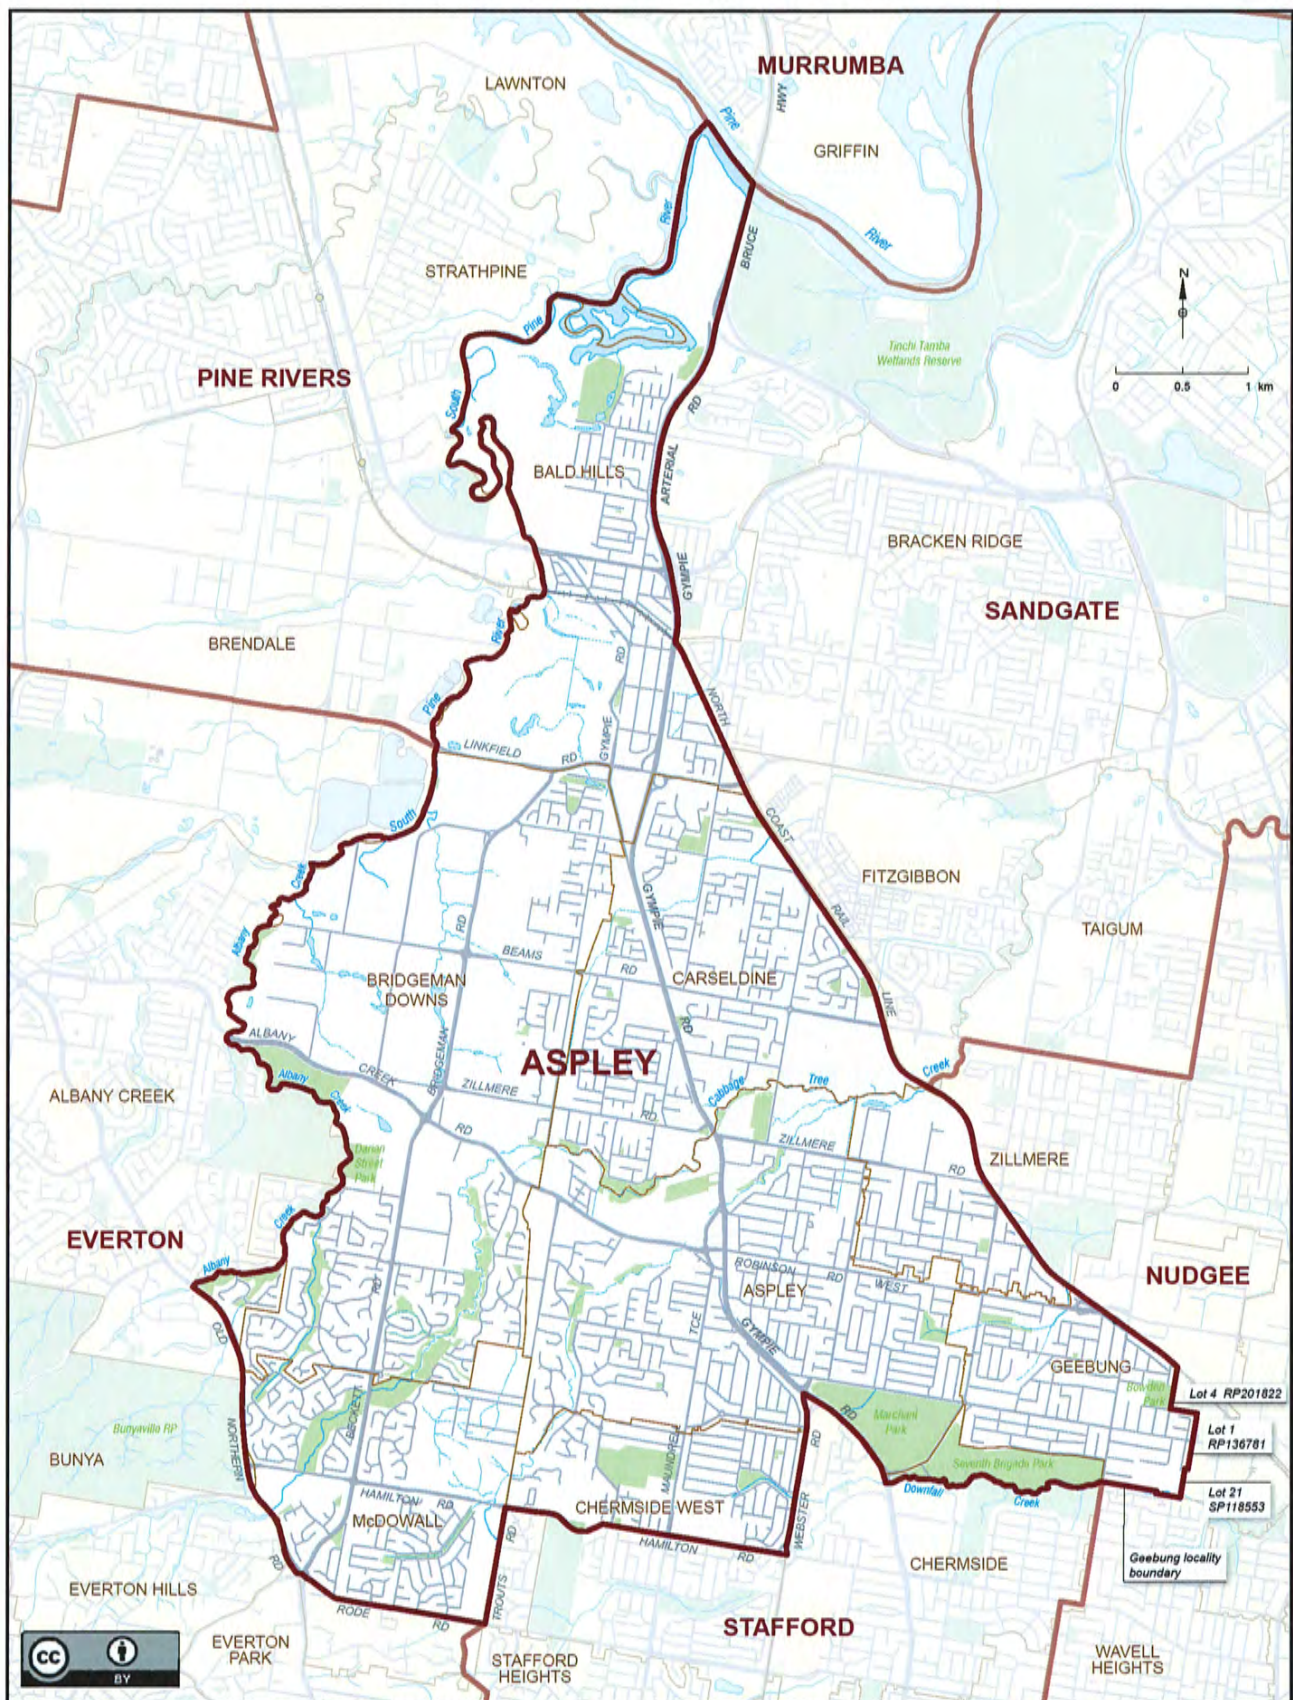 MURRUMBA
LAWNTON
HWY
Pine
GRIFFIN
River
River
BRUCE
STRATHPINE
N
Pine
Tinchi Tamba
Wetlands Reserve
PINE RIVERS
0 0.5 1 km
South
RD
BALD HILLS
ARTERIAL
BRACKEN RIDGE
GYMPIE
SANDGATE
River
BRENDALE
RD
Pine
NORTH
GYMPIE
LINKFIELD
RD
South
COAST
Creek
FITZGIBBON
GYMPIE
RAIL
TAIGUM
RD
Albany
BEAMS
RD
CARSELDINE
BRIDGEMAN
DOWNS
LINE
RD
ALBANY
ASPLEY
BRIDGEMAN
Albany
Creek
CREEK
ZILLMERE
Creek
Tree
Cabbage
ALBANY CREEK
RD
RD
ZILLMERE
Darien
Street
Park
RD
ZILLMERE
Creek
EVERTON
Albany
ROBINSON
RD
WEST
NUDGEE
RD
ASPLEY
OLD
TCE
GYMPIE
GEEBUNG
Bowden
Park
Lot 4 RP201822
BECKETT
RD
Marchant
Park
Bunyaville RP
NORTHERN
Lot 1
RP136781
RD
MAUNDRELL
BUNYA
Seventh Brigade Park
Downfall
Creek
Lot 21
SP118553
HAMILTON
RD
CHERMSIDE WEST
McDOWALL
RD
HAMILTON
RD
WEBSTER
Geebung locality
boundary
CHERMSIDE
RD
EVERTON HILLS
TROUTS
RODE
RD
STAFFORD
EVERTON
PARK
STAFFORD
HEIGHTS
WAVELL
HEIGHTS
cc
BY